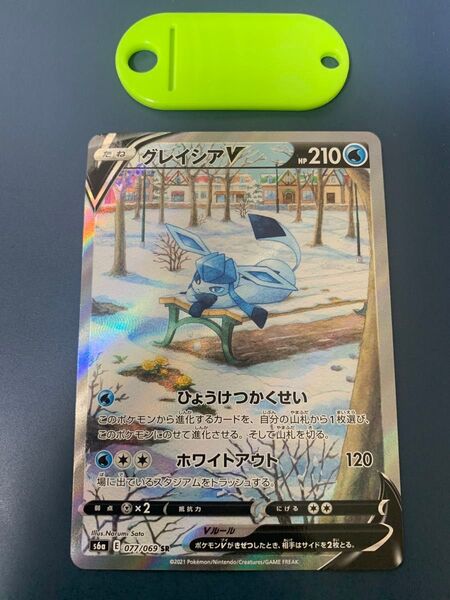 たね グレイシアV HP 210
ひょうけつかくせい
このポケモンから進化するカードを、自分の山札から1枚選び、
このポケモンにのせて進化させる。そして山札を切る。
ホワイトアウト 120
場に出ているスタジアムをトラッシュする。
弱点 ×2 抵抗力 にげる
Illus. Narumi Sato
Vルール
s6a E 077/069 SR
ポケモンVがきぜつしたとき、相手はサイドを2枚とる。
©2021 Pokémon/Nintendo/Creatures/GAME FREAK